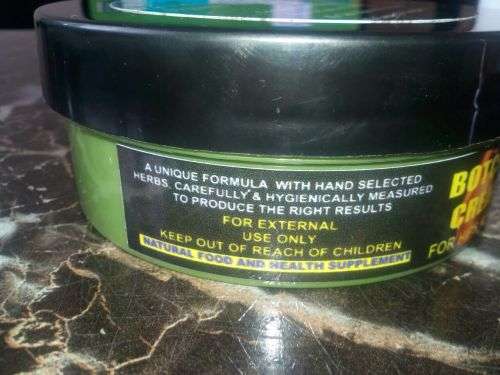 A UNIQUE FORMULA WITH HAND SELECTED
HERBS, CAREFULLY & HYGIENICALLY MEASURED
TO PRODUCE THE RIGHT RESULTS
FOR EXTERNAL
USE ONLY
KEEP OUT OF REACH OF CHILDREN
NATURAL FOOD AND HEALTH SUPPLEMENT
FOR